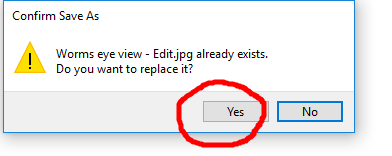 Confirm Save As
Worms eye view - Edit.jpg already exists.
Do you want to replace it?
Yes
No